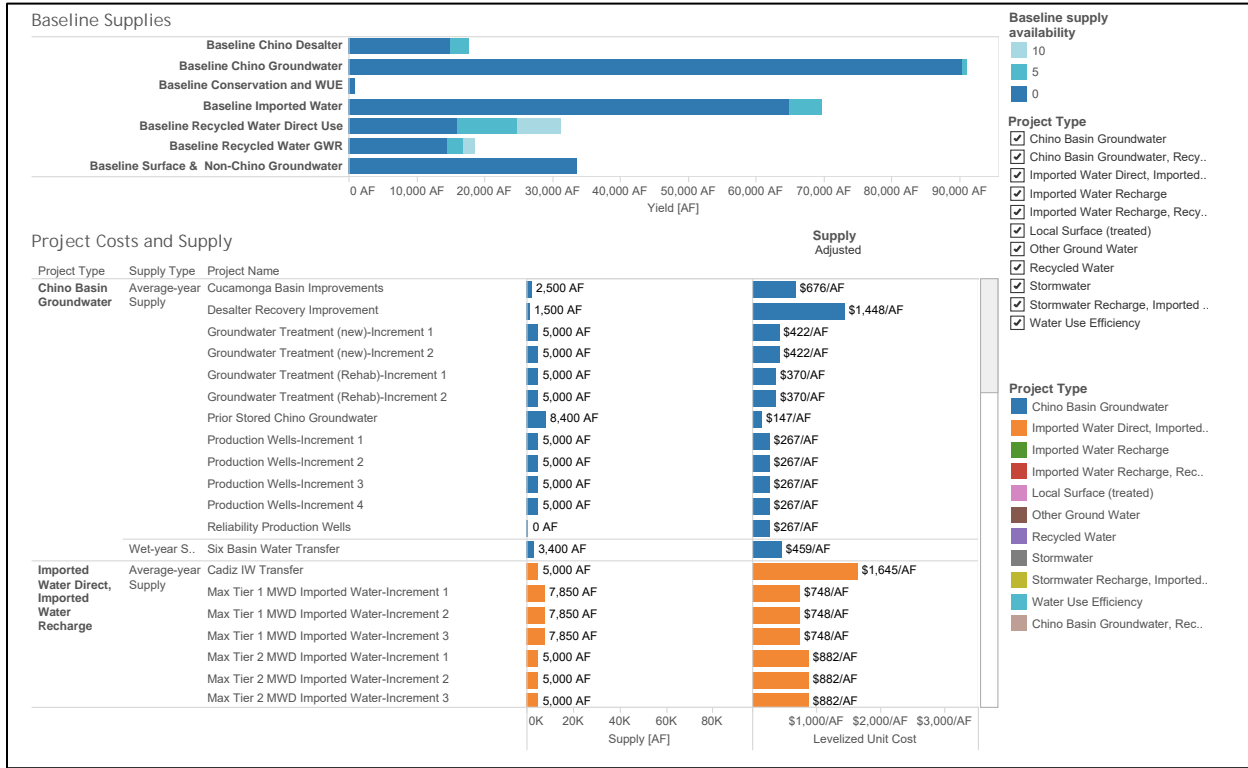 Baseline Supplies
Baseline Chino Desalter
Baseline Chino Groundwater
Baseline Conservation and WUE
Baseline Imported Water
Baseline Recycled Water Direct Use
Baseline Recycled Water GWR
Baseline Surface & Non-Chino Groundwater
0 AF 10,000 AF 20,000 AF 30,000 AF 40,000 AF 50,000 AF 60,000 AF 70,000 AF 80,000 AF 90,000 AF
Yield [AF]
Baseline supply
availability
10
5
0
Project Type
Chino Basin Groundwater
Chino Basin Groundwater, Recy..
Imported Water Direct, Imported..
Imported Water Recharge
Imported Water Recharge, Recy..
Local Surface (treated)
Other Ground Water
Recycled Water
Stormwater
Stormwater Recharge, Imported ..
Water Use Efficiency
Project Costs and Supply
Supply
Adjusted
Project Type Supply Type Project Name
Chino Basin Average-year Cucamonga Basin Improvements 2,500 AF $676/AF
Groundwater Supply Desalter Recovery Improvement 1,500 AF $1,448/AF
Groundwater Treatment (new)-Increment 1 5,000 AF $422/AF
Groundwater Treatment (new)-Increment 2 5,000 AF $422/AF
Groundwater Treatment (Rehab)-Increment 1 5,000 AF $370/AF
Groundwater Treatment (Rehab)-Increment 2 5,000 AF $370/AF
Prior Stored Chino Groundwater 8,400 AF $147/AF
Production Wells-Increment 1 5,000 AF $267/AF
Production Wells-Increment 2 5,000 AF $267/AF
Production Wells-Increment 3 5,000 AF $267/AF
Production Wells-Increment 4 5,000 AF $267/AF
Reliability Production Wells 0 AF $267/AF
Wet-year S.. Six Basin Water Transfer 3,400 AF $459/AF
Imported Average-year Cadiz IW Transfer 5,000 AF $1,645/AF
Water Direct, Supply Max Tier 1 MWD Imported Water-Increment 1 7,850 AF $748/AF
Imported
Water Max Tier 1 MWD Imported Water-Increment 2 7,850 AF $748/AF
Recharge Max Tier 1 MWD Imported Water-Increment 3 7,850 AF $748/AF
Max Tier 2 MWD Imported Water-Increment 1 5,000 AF $882/AF
Max Tier 2 MWD Imported Water-Increment 2 5,000 AF $882/AF
Max Tier 2 MWD Imported Water-Increment 3 5,000 AF $882/AF
0K 20K 40K 60K 80K $1,000/AF $2,000/AF $3,000/AF
Supply [AF] Levelized Unit Cost
Project Type
Chino Basin Groundwater
Imported Water Direct, Imported..
Imported Water Recharge
Imported Water Recharge, Rec..
Local Surface (treated)
Other Ground Water
Recycled Water
Stormwater
Stormwater Recharge, Imported..
Water Use Efficiency
Chino Basin Groundwater, Rec..